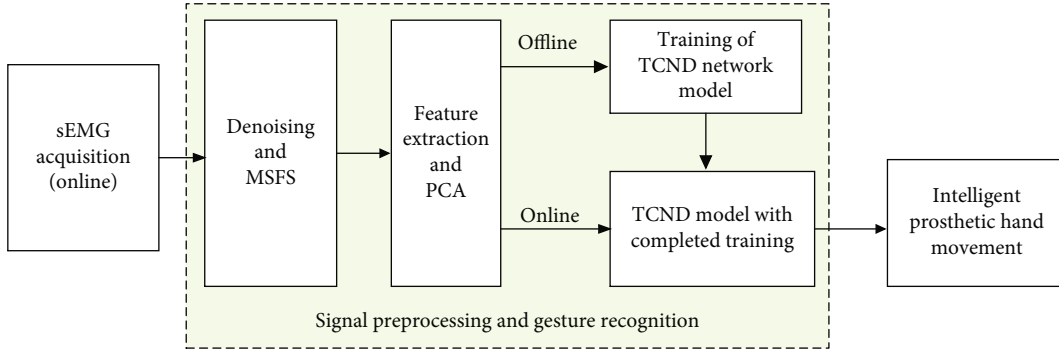 sEMG
acquisition
(online)
Denoising
and
MSFS
Feature
extraction
and
PCA
Offline
Training of
TCND network
model
Online
TCND model with
completed training
Intelligent
prosthetic hand
movement
Signal preprocessing and gesture recognition